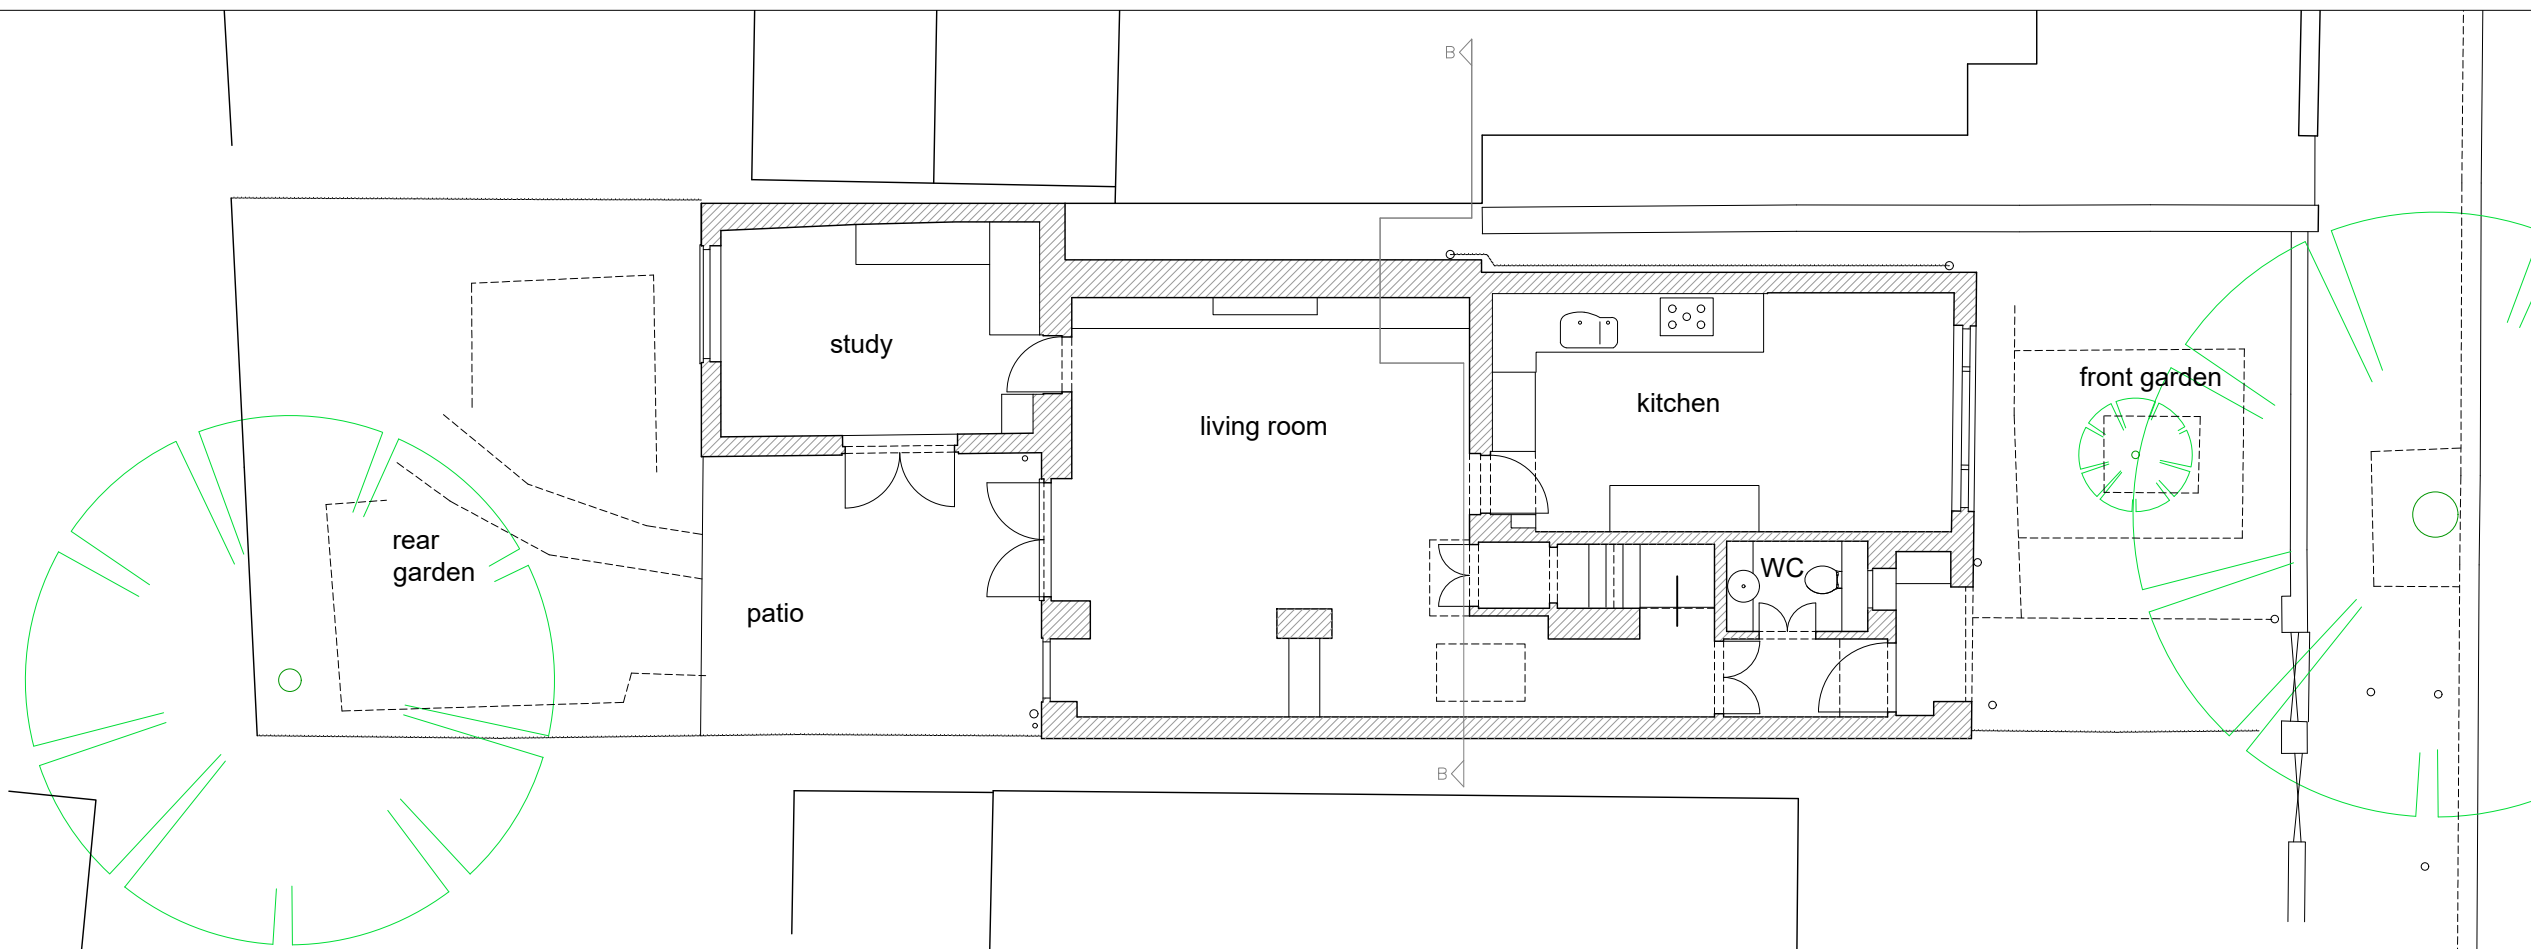 B
study
living room
kitchen
front garden
rear
garden
WC
patio
B